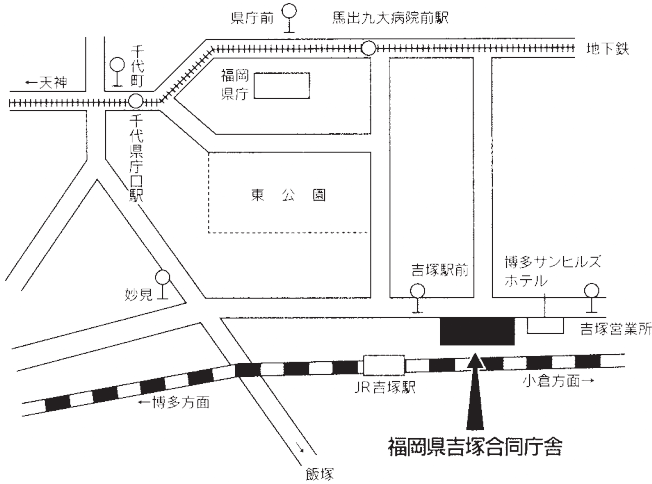 県庁前
馬出九大病院前駅
千代町
地下鉄
←天神
福岡
県庁
千代県庁口駅
東公園
吉塚駅前
博多サンヒルズ
ホテル
妙見
吉塚営業所
JR吉塚駅
小倉方面→
←博多方面
福岡県吉塚合同庁舎
飯塚